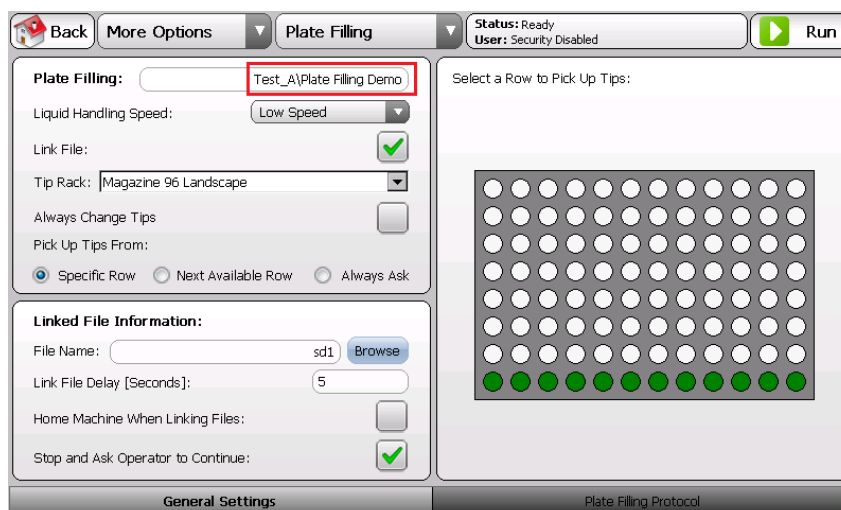 Back
More Options
Plate Filling
Status: Ready
User: Security Disabled
Run
Plate Filling:
Test_A\Plate Filling Demo
Liquid Handling Speed:
Low Speed
Link File:
Tip Rack: Magazine 96 Landscape
Always Change Tips
Pick Up Tips From:
Specific Row
Next Available Row
Always Ask
Linked File Information:
File Name:
sd1
Browse
Link File Delay [Seconds]:
5
Home Machine When Linking Files:
Stop and Ask Operator to Continue:
Select a Row to Pick Up Tips:
General Settings
Plate Filling Protocol